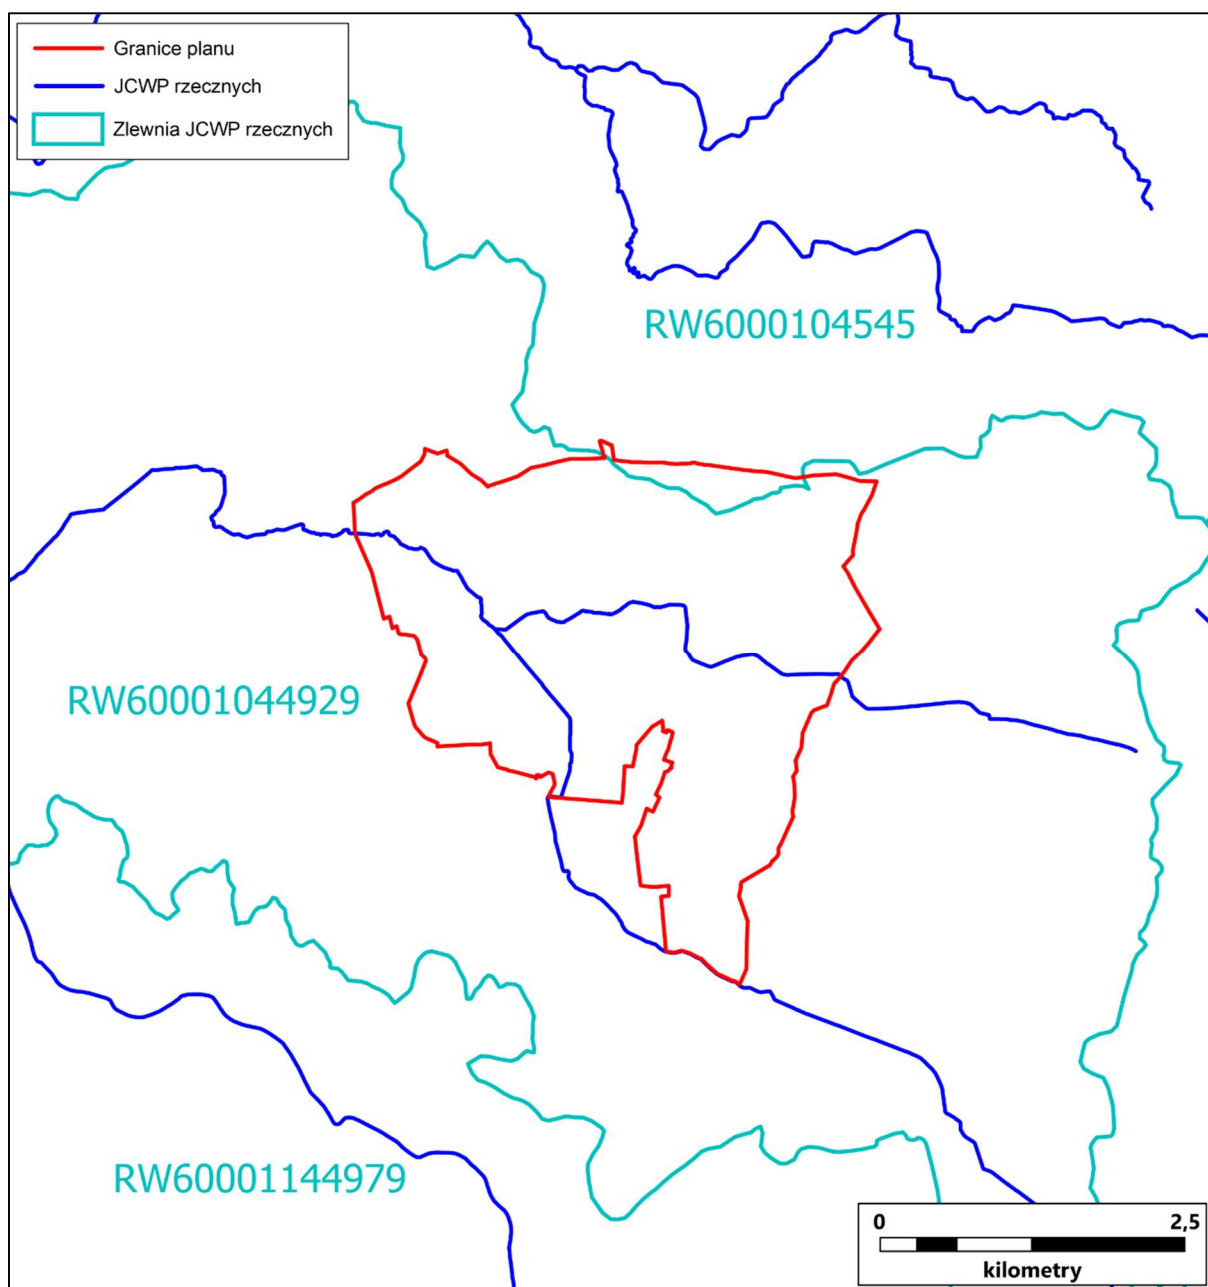 Granice planu
JCWP rzecznych
Zlewnia JCWP rzecznych
RW6000104545
RW60001044929
RW60001144979
0 2,5
kilometry